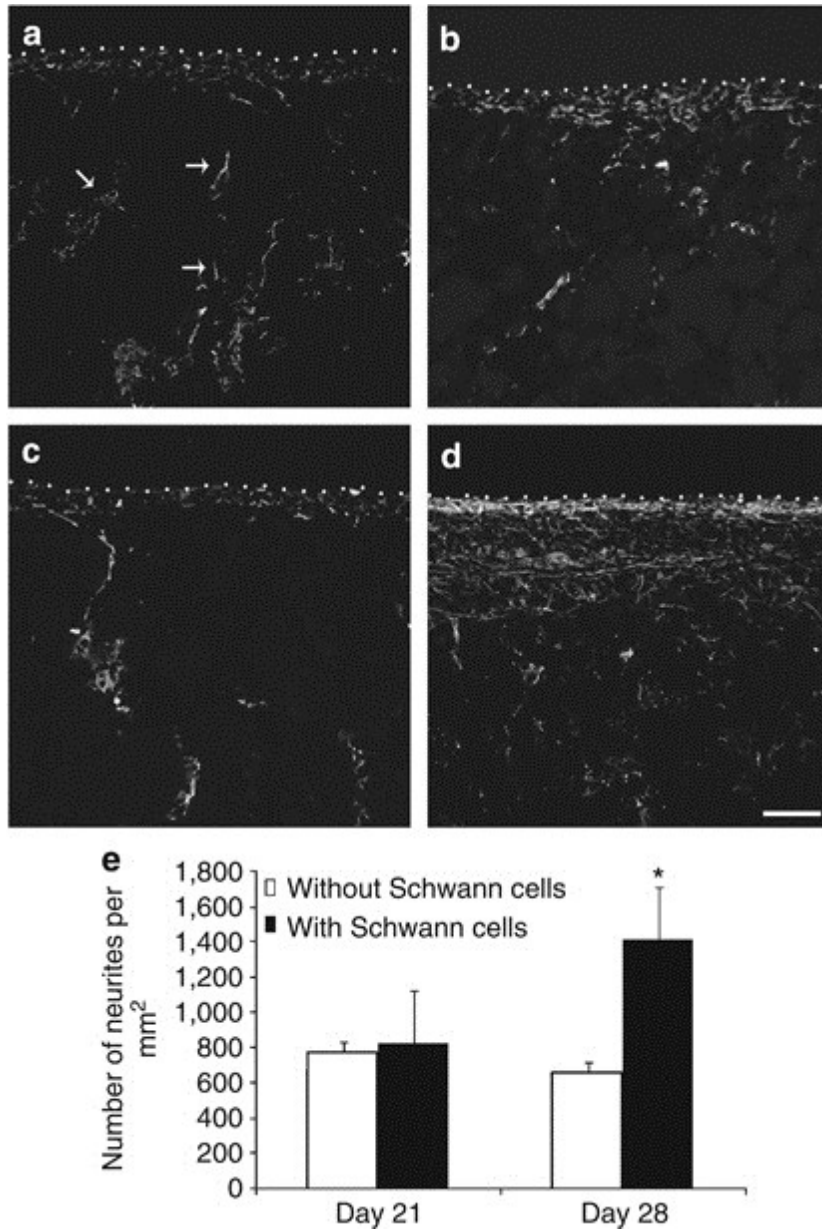 a
b
c
d
e
1,800
1,600
1,400
1,200
1,000
800
600
400
200
0
Number of neurites per
mm²
Without Schwann cells
With Schwann cells
*
Day 21
Day 28